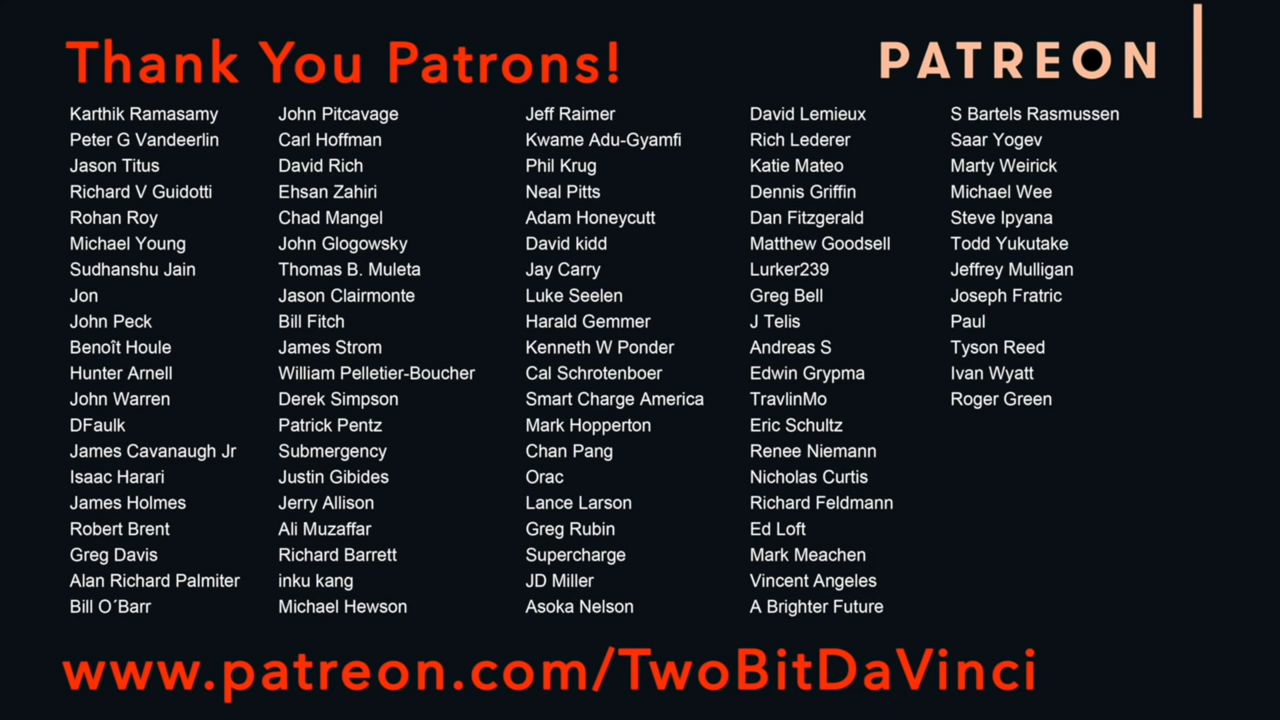 Thank You Patrons!
PATREON
Karthik Ramasamy
Peter G Vandeerlin
Jason Titus
Richard V Guidotti
Rohan Roy
Michael Young
Sudhanshu Jain
Jon
John Peck
Benoît Houle
Hunter Arnell
John Warren
DFaulk
James Cavanaugh Jr
Isaac Harari
James Holmes
Robert Brent
Greg Davis
Alan Richard Palmiter
Bill O´Barr
John Pitcavage
Carl Hoffman
David Rich
Ehsan Zahiri
Chad Mangel
John Glogowsky
Thomas B. Muleta
Jason Clairmonte
Bill Fitch
James Strom
William Pelletier-Boucher
Derek Simpson
Patrick Pentz
Submergency
Justin Gibides
Jerry Allison
Ali Muzaffar
Richard Barrett
inku kang
Michael Hewson
Jeff Raimer
Kwame Adu-Gyamfi
Phil Krug
Neal Pitts
Adam Honeycutt
David kidd
Jay Carry
Luke Seelen
Harald Gemmer
Kenneth W Ponder
Cal Schrotenboer
Smart Charge America
Mark Hopperton
Chan Pang
Orac
Lance Larson
Greg Rubin
Supercharge
JD Miller
Asoka Nelson
David Lemieux
Rich Lederer
Katie Mateo
Dennis Griffin
Dan Fitzgerald
Matthew Goodsell
Lurker239
Greg Bell
J Telis
Andreas S
Edwin Grypma
TravlinMo
Eric Schultz
Renee Niemann
Nicholas Curtis
Richard Feldmann
Ed Loft
Mark Meachen
Vincent Angeles
A Brighter Future
S Bartels Rasmussen
Saar Yogev
Marty Weirick
Michael Wee
Steve Ipyana
Todd Yukutake
Jeffrey Mulligan
Joseph Fratric
Paul
Tyson Reed
Ivan Wyatt
Roger Green
www.patreon.com/TwoBitDaVinci